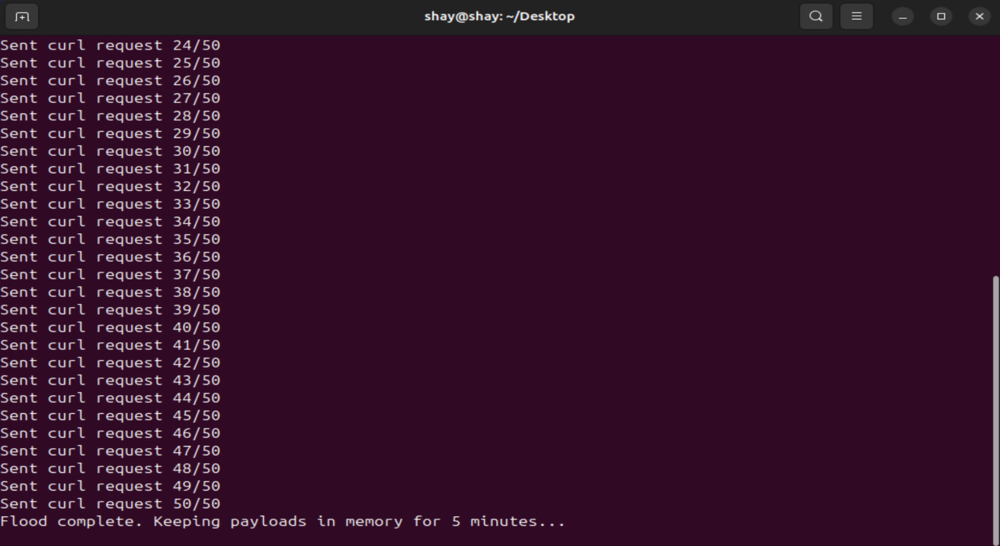 shay@shay: ~/Desktop
Sent curl request 24/50
Sent curl request 25/50
Sent curl request 26/50
Sent curl request 27/50
Sent curl request 28/50
Sent curl request 29/50
Sent curl request 30/50
Sent curl request 31/50
Sent curl request 32/50
Sent curl request 33/50
Sent curl request 34/50
Sent curl request 35/50
Sent curl request 36/50
Sent curl request 37/50
Sent curl request 38/50
Sent curl request 39/50
Sent curl request 40/50
Sent curl request 41/50
Sent curl request 42/50
Sent curl request 43/50
Sent curl request 44/50
Sent curl request 45/50
Sent curl request 46/50
Sent curl request 47/50
Sent curl request 48/50
Sent curl request 49/50
Sent curl request 50/50
Flood complete. Keeping payloads in memory for 5 minutes...